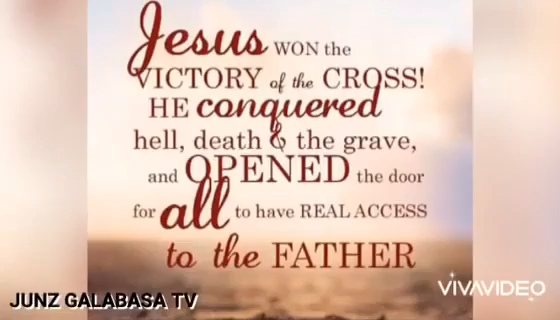 Jesus WON the
VICTORY of the CROSS!
HE conquered
hell, death & the grave,
and OPENED the door
for all to have REAL ACCESS
to the FATHER
VIVAVIDEO
JUNZ GALABASA TV